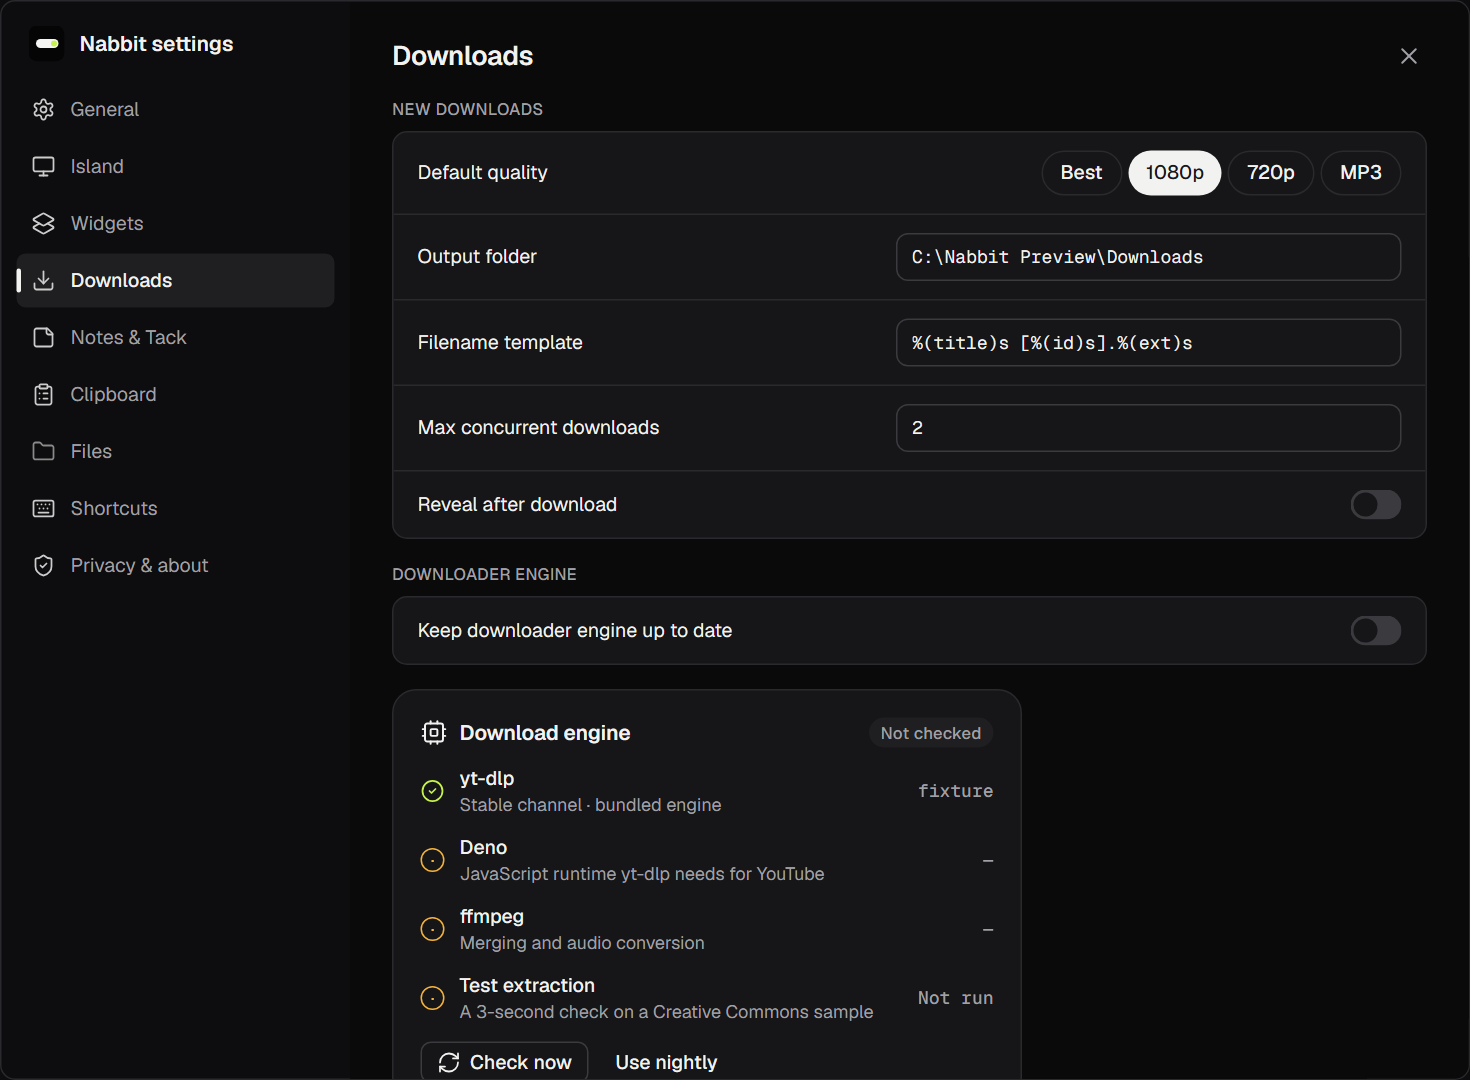 Nabbit settings
General
Island
Widgets
Downloads
Notes & Tack
Clipboard
Files
Shortcuts
Privacy & about
Downloads
NEW DOWNLOADS
Default quality
Best 1080p 720p MP3
Output folder
C:\Nabbit Preview\Downloads
Filename template
%(title)s [%(id)s].%(ext)s
Max concurrent downloads
2
Reveal after download
DOWNLOADER ENGINE
Keep downloader engine up to date
Download engine
Not checked
yt-dlp
Stable channel · bundled engine
fixture
Deno
JavaScript runtime yt-dlp needs for YouTube
—
ffmpeg
Merging and audio conversion
—
Test extraction
A 3-second check on a Creative Commons sample
Not run
Check now
Use nightly